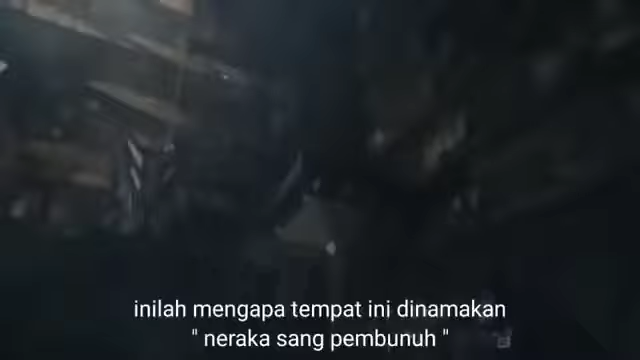 inilah mengapa tempat ini dinamakan
" neraka sang pembunuh "